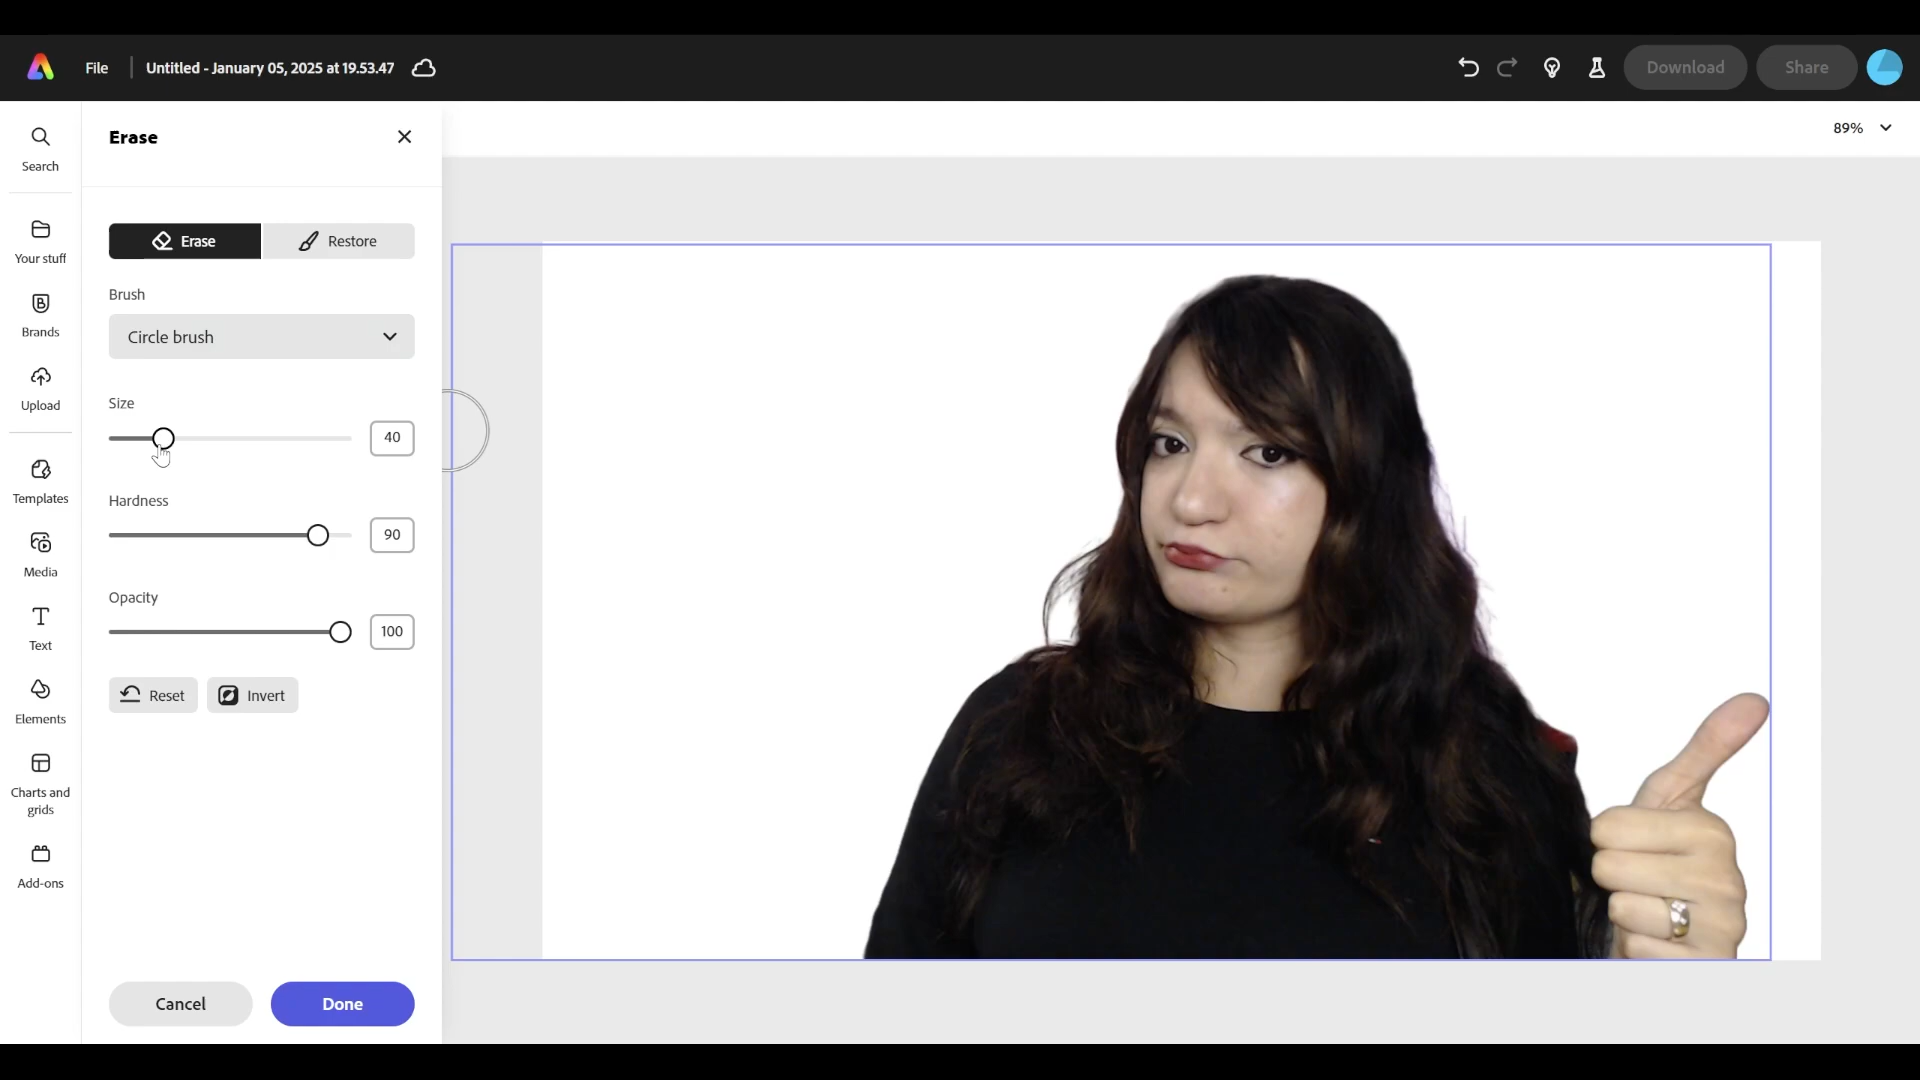 File
Untitled - January 05, 2025 at 19.53.47
Download
Share
89%
Search
Your stuff
Brands
Upload
Templates
Media
Text
Elements
Charts and
grids
Add-ons
Erase
Erase
Restore
Brush
Circle brush
Size
40
Hardness
90
Opacity
100
Reset
Invert
Cancel
Done